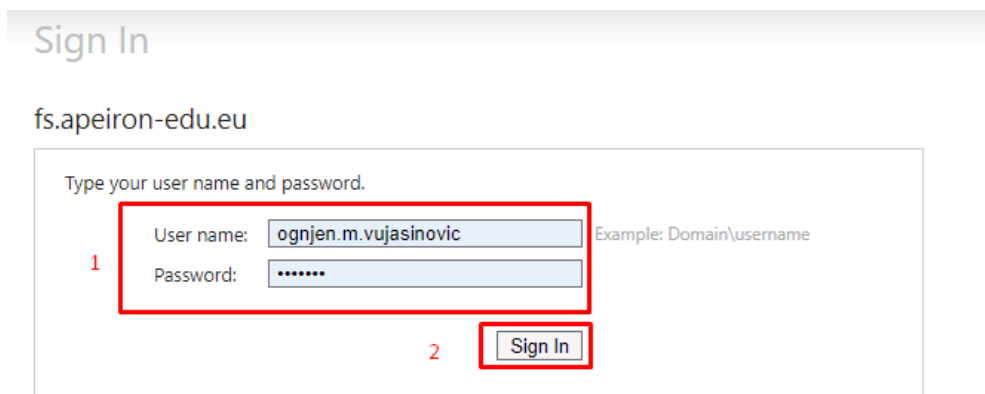 Sign In
fs.apeiron-edu.eu
Type your user name and password.
User name: ognjen.m.vujasinovic Example: Domain\username
1
Password: •••••••
2 Sign In